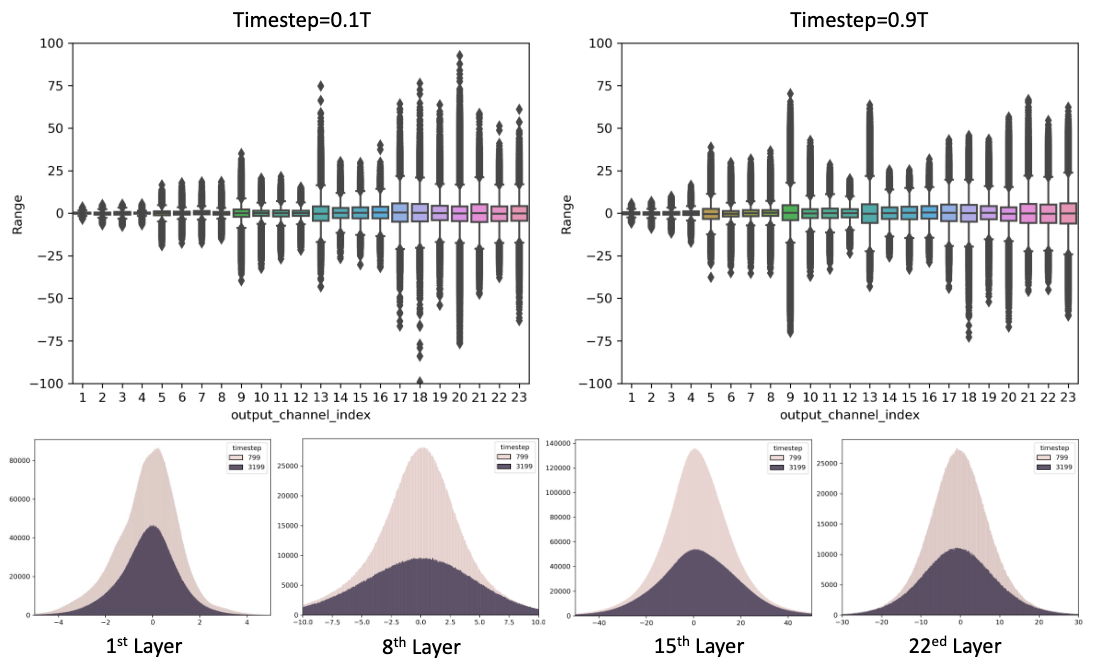 Timestep=0.1T
Timestep=0.9T
100
75
50
25
0
−25
−50
−75
−100
Range
1 2 3 4 5 6 7 8 9 10 11 12 13 14 15 16 17 18 19 20 21 22 23
output_channel_index
100
75
50
25
0
−25
−50
−75
−100
Range
1 2 3 4 5 6 7 8 9 10 11 12 13 14 15 16 17 18 19 20 21 22 23
output_channel_index
timestep
799
3199
80000
60000
40000
20000
0
−4 −2 0 2 4
1st Layer
timestep
799
3199
25000
20000
15000
10000
5000
0
−10.0 −7.5 −5.0 −2.5 0.0 2.5 5.0 7.5 10.0
8th Layer
timestep
799
3199
140000
120000
100000
80000
60000
40000
20000
0
−40 −20 0 20 40
15th Layer
timestep
799
3199
25000
20000
15000
10000
5000
0
−30 −20 −10 0 10 20 30
22ed Layer